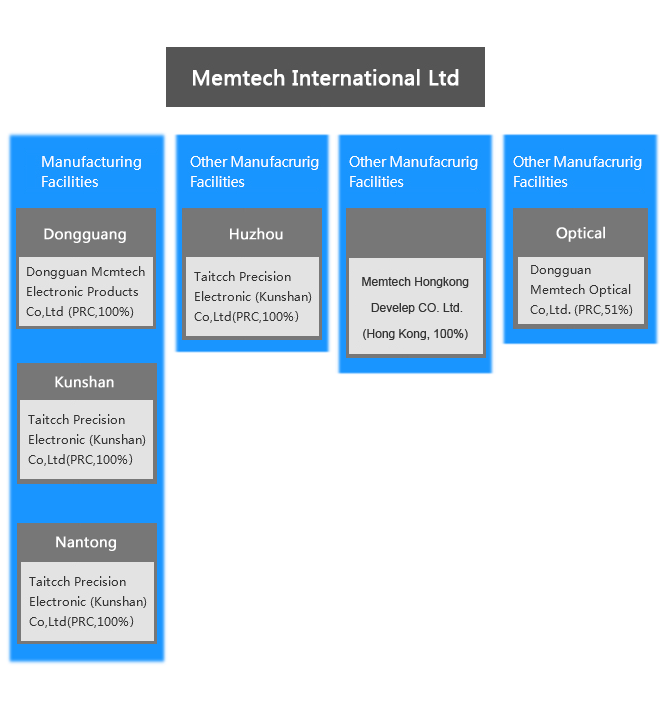 Memtech International Ltd
Manufacturing
Facilities
Dongguang
Dongguan Mcmtech
Electronic Products
Co,Ltd (PRC,100%)
Kunshan
Taitcch Precision
Electronic (Kunshan)
Co,Ltd(PRC,100%)
Nantong
Taitcch Precision
Electronic (Kunshan)
Co,Ltd(PRC,100%)
Other Manufacrurig
Facilities
Huzhou
Taitcch Precision
Electronic (Kunshan)
Co,Ltd(PRC,100%)
Other Manufacrurig
Facilities
Memtech Hongkong
Develep CO. Ltd.
(Hong Kong, 100%)
Other Manufacrurig
Facilities
Optical
Dongguan
Memtech Optical
Co,Ltd. (PRC,51%)